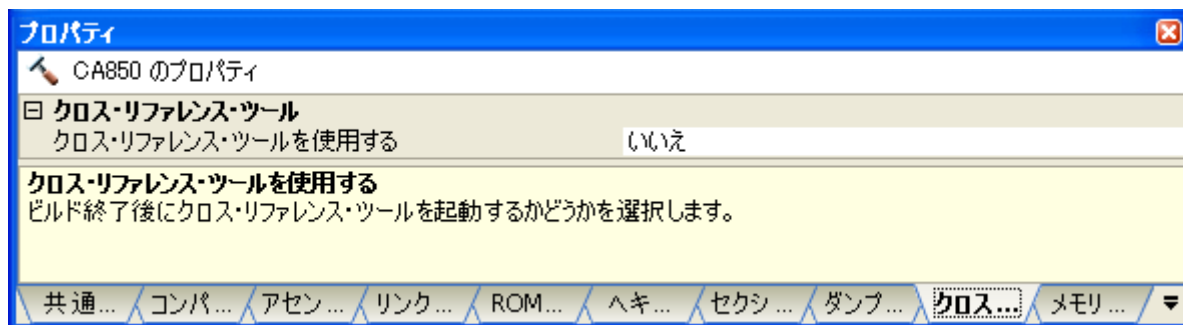 プロパティ
CA850 のプロパティ
クロス・リファレンス・ツール
クロス・リファレンス・ツールを使用する いいえ
クロス・リファレンス・ツールを使用する
ビルド終了後にクロス・リファレンス・ツールを起動するかどうかを選択します。
共通... コンパ... アセン... リンク... ROM... ヘキ... セクシ... ダンプ... クロス... メモリ...